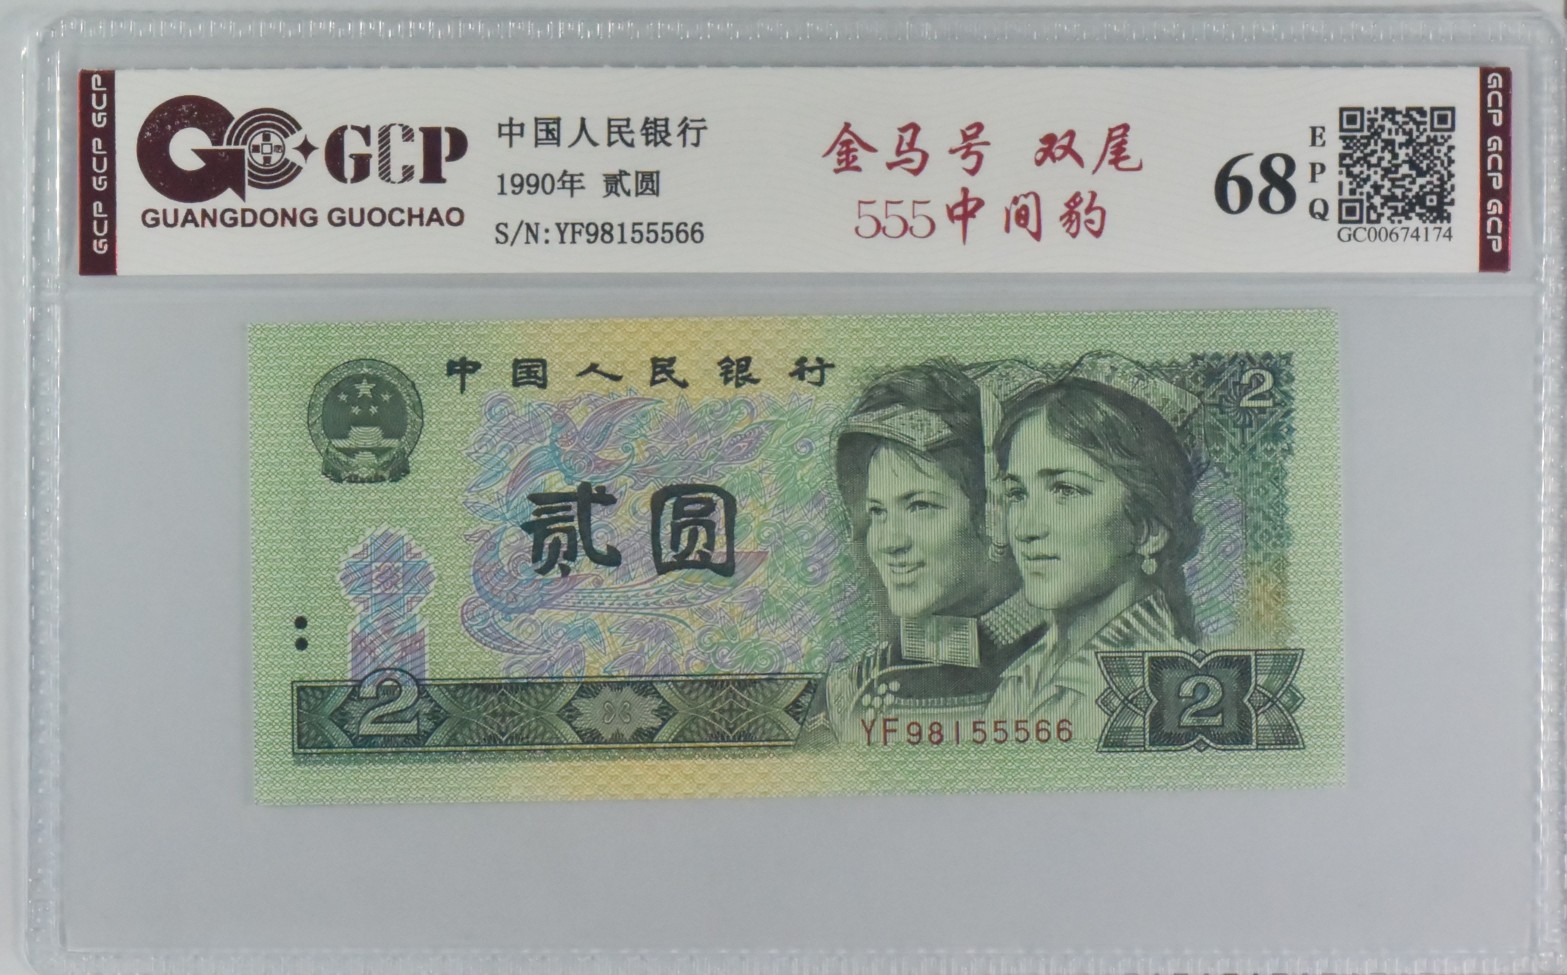 GCP GCP GCP
GCP
GUANGDONG GUOCHAO
中国人民银行
1990年 贰圆
S/N:YF98155566
金马号 双尾
555中间豹
68
EPQ
GC00674174
GCP GCP GCP
中国人民银行
2
贰圆
2
YF98155566
2